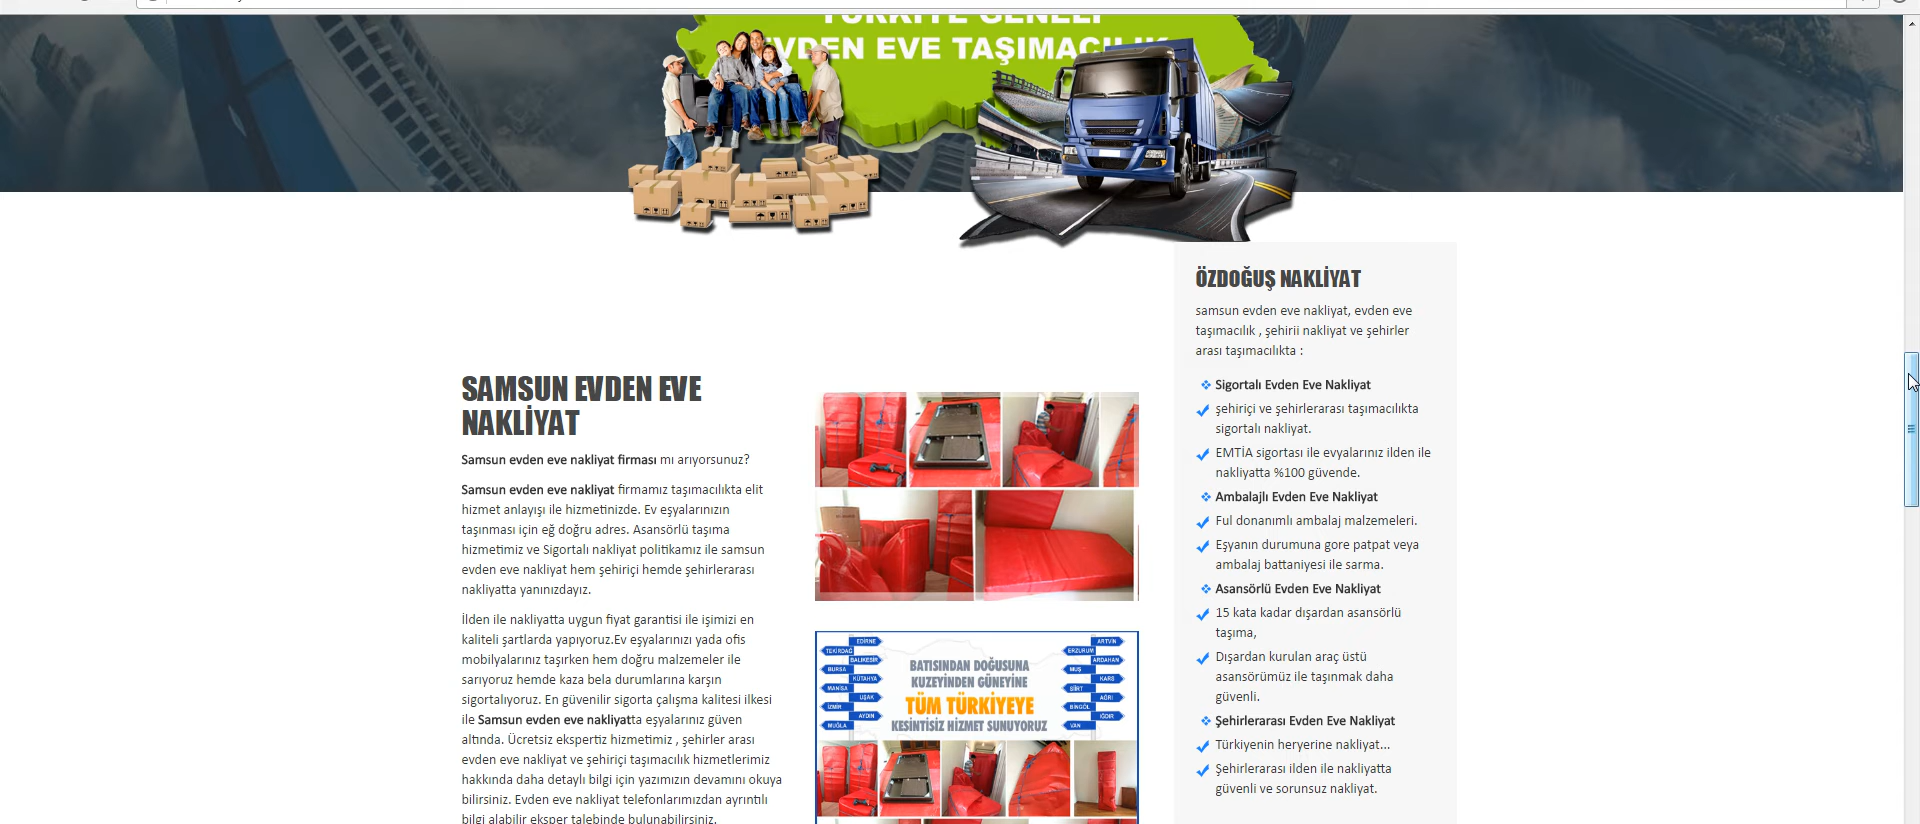 TÜRKİYE GENELİ
EVDEN EVE TAŞIMACILIK
SAMSUN EVDEN EVE
NAKLİYAT
Samsun evden eve nakliyat firması mı arıyorsunuz?
Samsun evden eve nakliyat firmamız taşımacılıkta elit
hizmet anlayışı ile hizmetinizde. Ev eşyalarınızın
taşınması için eğ doğru adres. Asansörlü taşıma
hizmetimiz ve Sigortalı nakliyat politikamız ile samsun
evden eve nakliyat hem şehiriçi hemde şehirlerarası
nakliyatta yanınızdayız.
İlden ile nakliyatta uygun fiyat garantisi ile işimizi en
kaliteli şartlarda yapıyoruz.Ev eşyalarınızı yada ofis
mobilyalarınız taşırken hem doğru malzemeler ile
sarıyoruz hemde kaza bela durumlarına karşın
sigortalıyoruz. En güvenilir sigorta çalışma kalitesi ilkesi
ile Samsun evden eve nakliyatta eşyalarınız güven
altında. Ücretsiz ekspertiz hizmetimiz , şehirler arası
evden eve nakliyat ve şehiriçi taşımacılık hizmetlerimiz
hakkında daha detaylı bilgi için yazımızın devamını okuya
bilirsiniz. Evden eve nakliyat telefonlarımızdan ayrıntılı
bilgi alabilir eksper talebinde bulunabilirsiniz.
EDİRNE
TEKİRDAĞ
BALIKESİR
BURSA
KÜTAHYA
MANİSA
UŞAK
İZMİR
AYDIN
MUĞLA
BATISINDAN DOĞUSUNA
KUZEYİNDEN GÜNEYİNE
TÜM TÜRKİYEYE
KESİNTİSİZ HİZMET SUNUYORUZ
ARTVİN
ERZURUM
ARDAHAN
MUŞ
KARS
SİİRT
AĞRI
BİNGÖL
IĞDIR
VAN
ÖZDOĞUŞ NAKLİYAT
samsun evden eve nakliyat, evden eve
taşımacılık , şehirii nakliyat ve şehirler
arası taşımacılıkta :
Sigortalı Evden Eve Nakliyat
şehiriçi ve şehirlerarası taşımacılıkta
sigortalı nakliyat.
EMTİA sigortası ile evyalarınız ilden ile
nakliyatta %100 güvende.
Ambalajlı Evden Eve Nakliyat
Ful donanımlı ambalaj malzemeleri.
Eşyanın durumuna gore patpat veya
ambalaj battaniyesi ile sarma.
Asansörlü Evden Eve Nakliyat
15 kata kadar dışardan asansörlü
taşıma,
Dışardan kurulan araç üstü
asansörümüz ile taşınmak daha
güvenli.
Şehirlerarası Evden Eve Nakliyat
Türkiyenin heryerine nakliyat...
Şehirlerarası ilden ile nakliyatta
güvenli ve sorunsuz nakliyat.